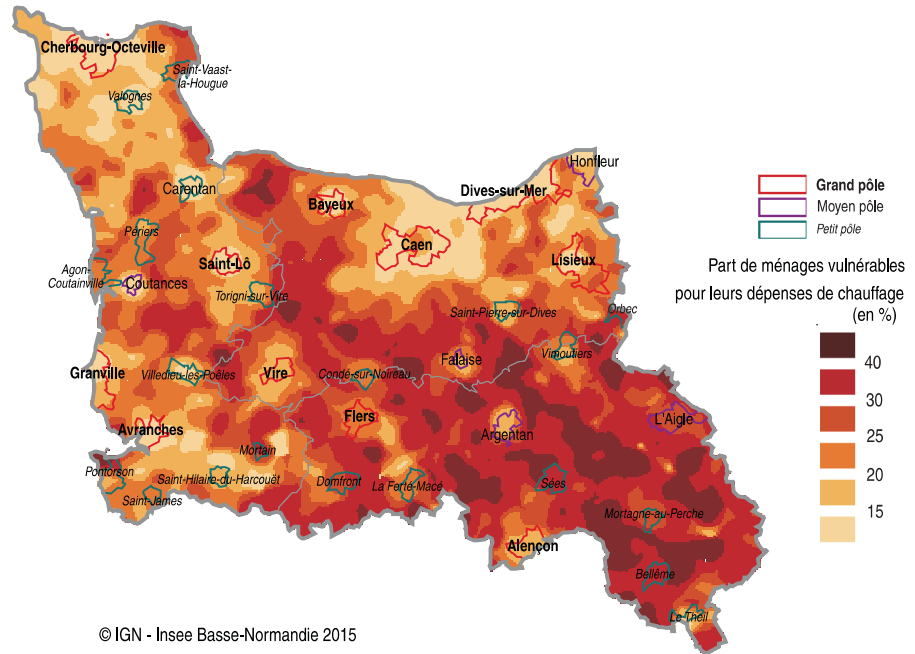 Cherbourg-Octeville
Saint-Vaast-
la-Hougue
Valognes
Honfleur
Carentan
Dives-sur-Mer
Bayeux
Périers
Caen
Saint-Lô
Lisieux
Agon-
Coutainville
Coutances
Torigni-sur-Vire
Saint-Pierre-sur-Dives
Orbec
Falaise
Vimoutiers
Granville
Villedieu-les-Poêles
Vire
Condé-sur-Noireau
Avranches
Flers
Argentan
L'Aigle
Mortain
Pontorson
Saint-Hilaire-du-Harcouët
Domfront
La Ferté-Macé
Sées
Saint-James
Mortagne-au-Perche
Alençon
Bellême
Le Theil
Grand pôle
Moyen pôle
Petit pôle
Part de ménages vulnérables
pour leurs dépenses de chauffage
(en %)
40
30
25
20
15
© IGN - Insee Basse-Normandie 2015